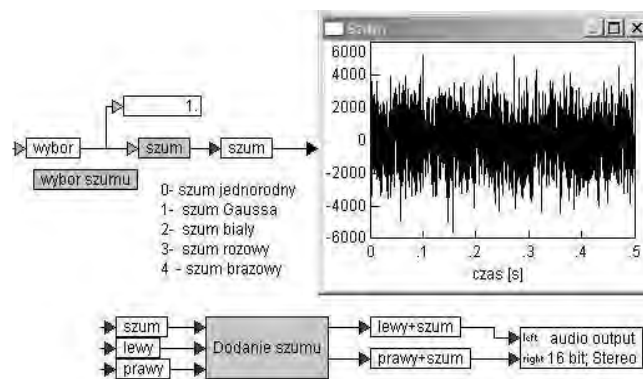 1.
wybor
szum
szum
wybor szumu
0- szum jednorodny
1- szum Gaussa
2- szum bialy
3- szum rozowy
4 - szum brazowy
Szum
6000
4000
2000
0
-2000
-4000
-6000
0 .1 .2 .3 .4 .5
czas [s]
szum
lewy
prawy
Dodanie szumu
lewy+szum
prawy+szum
left audio output
right 16 bit; Stereo